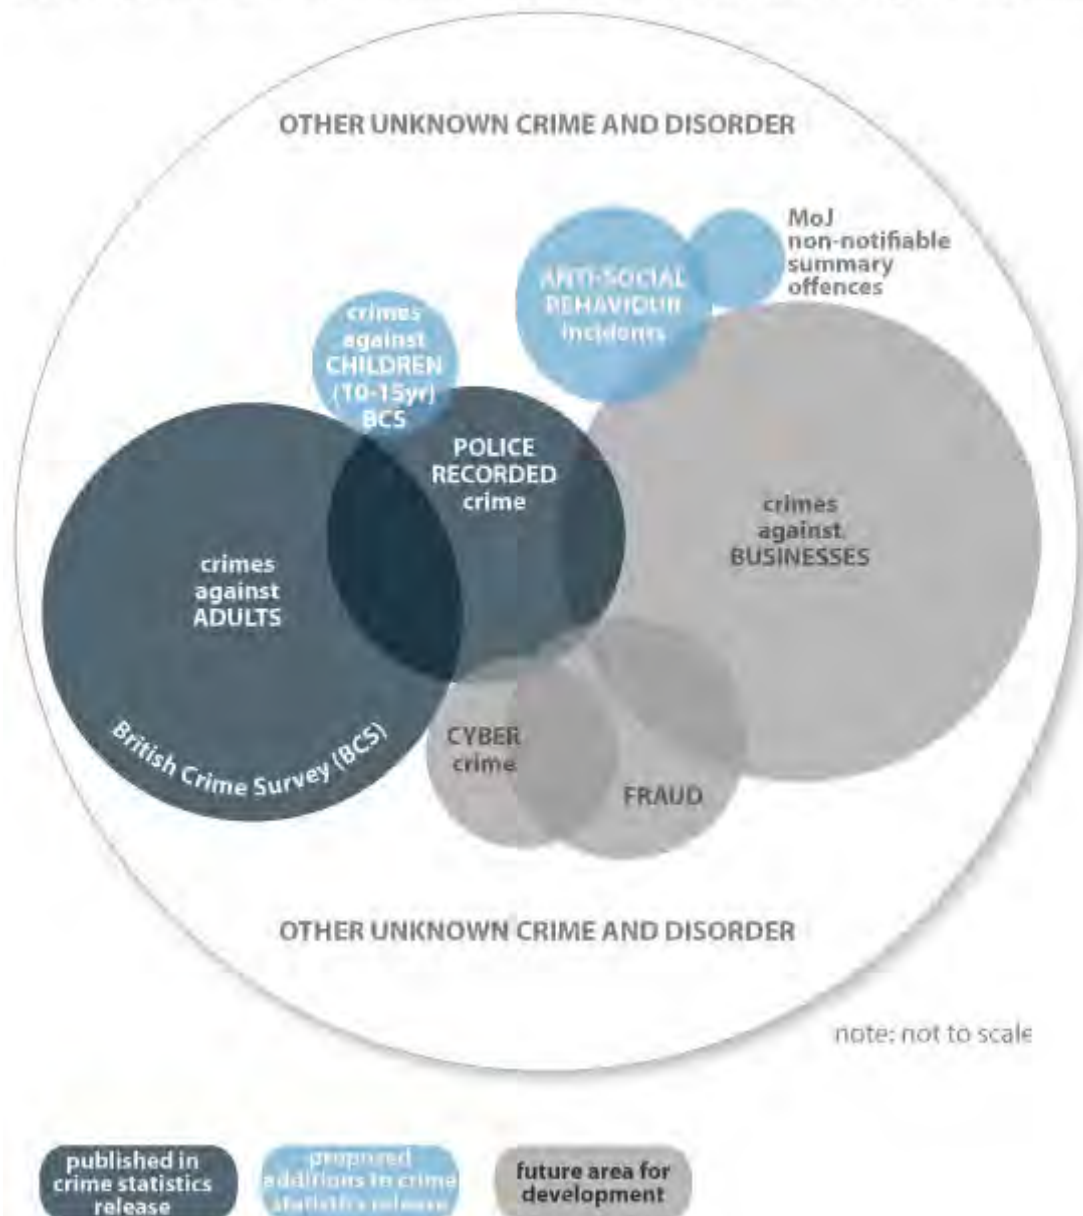 OTHER UNKNOWN CRIME AND DISORDER
MoJ
non-notifiable
summary
offences
ANTI-SOCIAL
BEHAVIOUR
incidents
crimes
against
CHILDREN
(10-15yr)
BCS
POLICE
RECORDED
crime
crimes
against
BUSINESSES
crimes
against
ADULTS
British Crime Survey (BCS)
CYBER
crime
FRAUD
OTHER UNKNOWN CRIME AND DISORDER
note: not to scale
published in
crime statistics
release
proposed
additions to crime
statistics release
future area for
development